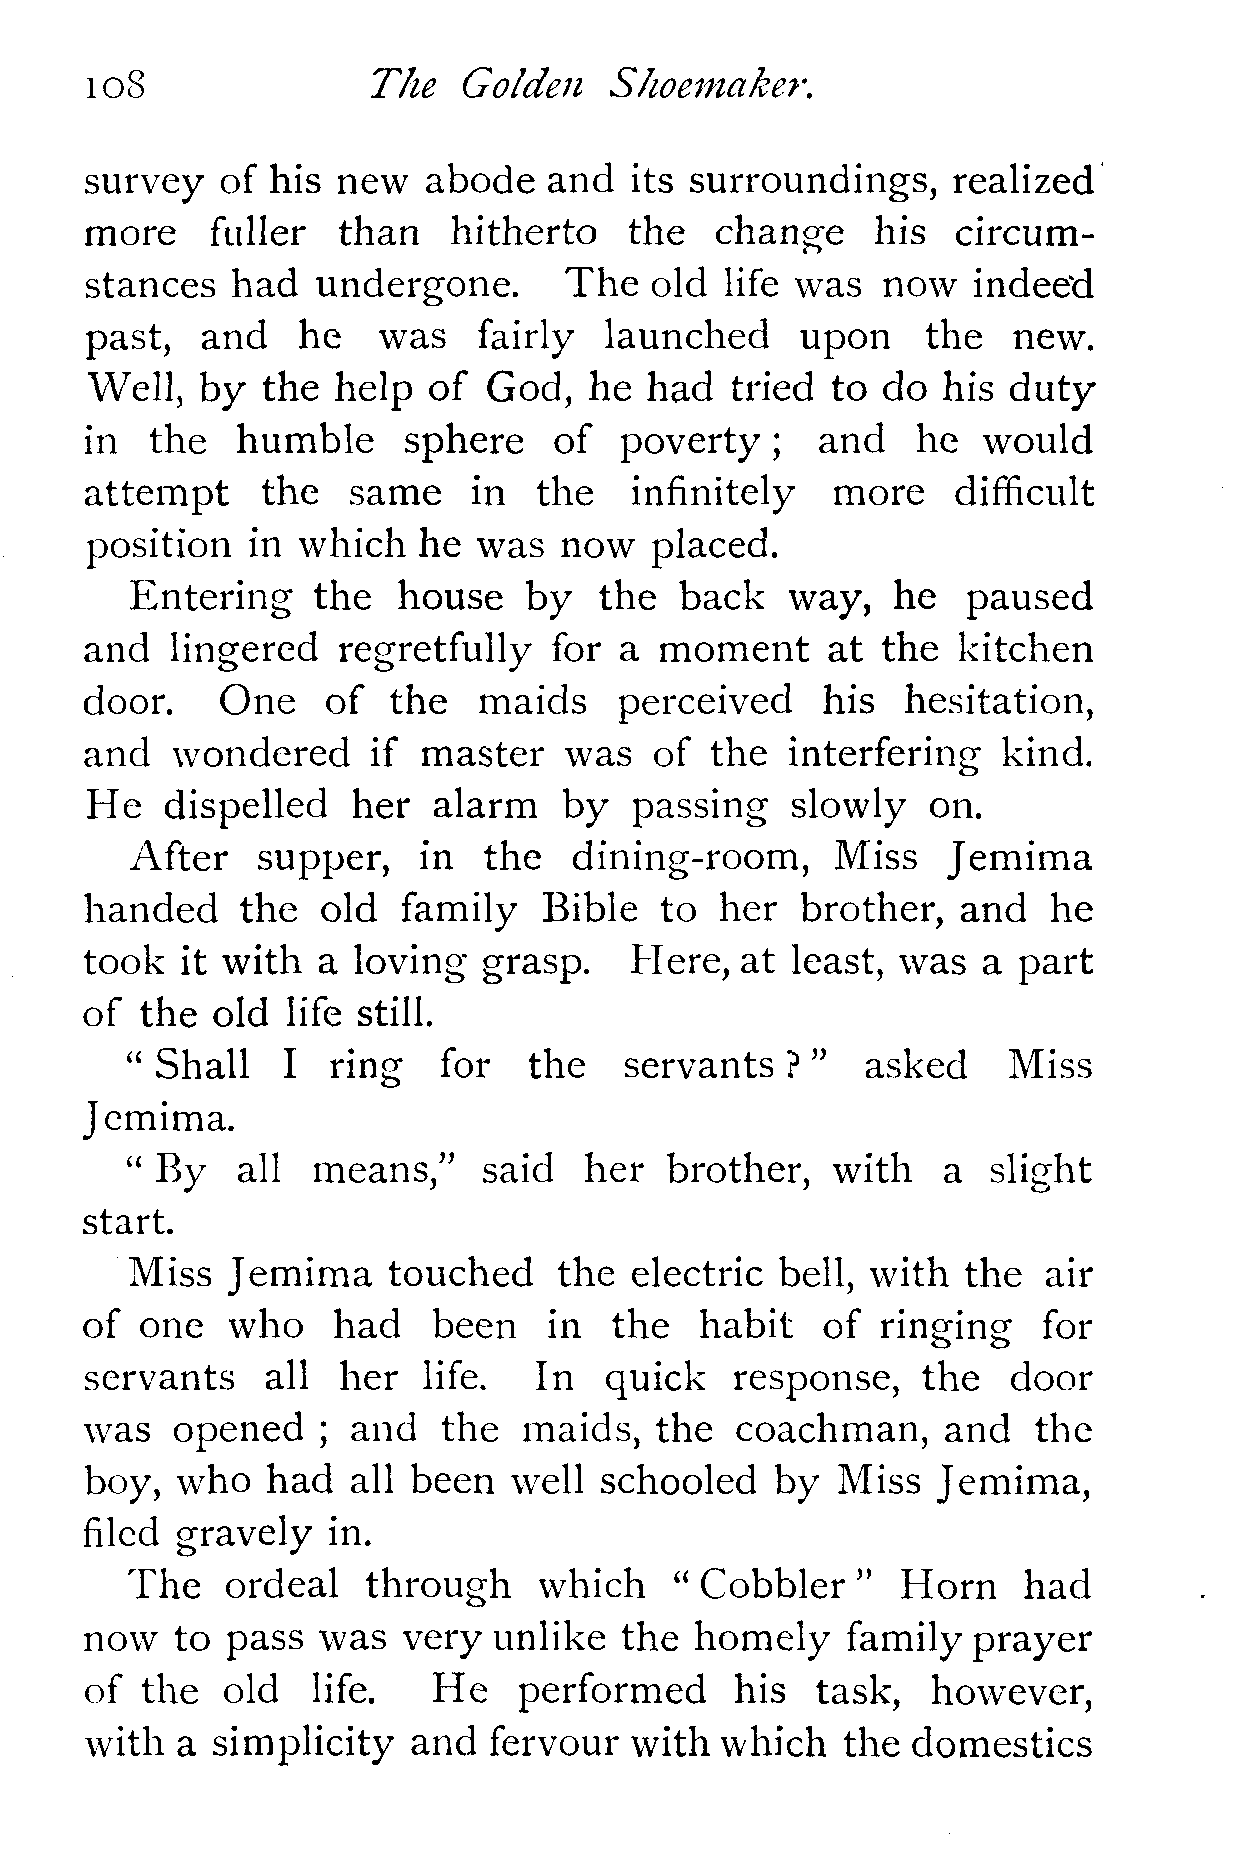 108 The Golden Shoemaker.
survey of his new abode and its surroundings, realized
more fuller than hitherto the change his circum-
stances had undergone. The old life was now indeed
past, and he was fairly launched upon the new.
Well, by the help of God, he had tried to do his duty
in the humble sphere of poverty ; and he would
attempt the same in the infinitely more difficult
position in which he was now placed.
Entering the house by the back way, he paused
and lingered regretfully for a moment at the kitchen
door. One of the maids perceived his hesitation,
and wondered if master was of the interfering kind.
He dispelled her alarm by passing slowly on.
After supper, in the dining-room, Miss Jemima
handed the old family Bible to her brother, and he
took it with a loving grasp. Here, at least, was a part
of the old life still.
“ Shall I ring for the servants ? ” asked Miss
Jemima.
“ By all means,” said her brother, with a slight
start.
Miss Jemima touched the electric bell, with the air
of one who had been in the habit of ringing for
servants all her life. In quick response, the door
was opened ; and the maids, the coachman, and the
boy, who had all been well schooled by Miss Jemima,
filed gravely in.
The ordeal through which “ Cobbler ” Horn had
now to pass was very unlike the homely family prayer
of the old life. He performed his task, however,
with a simplicity and fervour with which the domestics